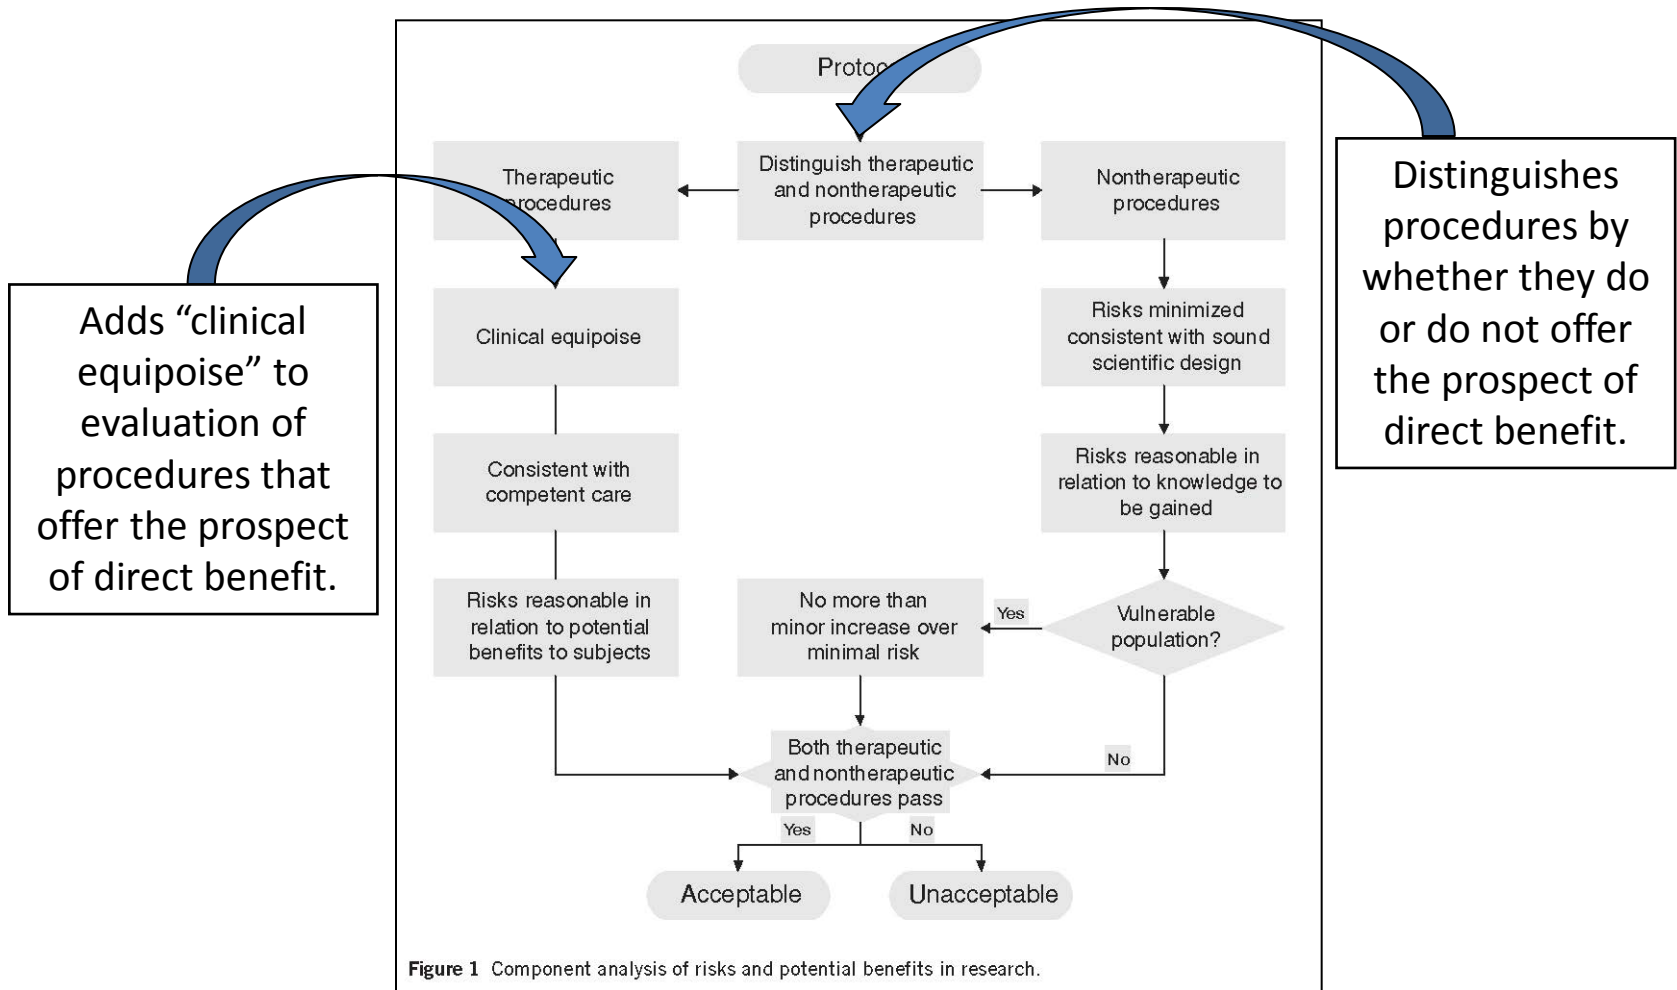 Protoc
Distinguish therapeutic
and nontherapeutic
procedures
Therapeutic
procedures
Nontherapeutic
procedures
Clinical equipoise
Risks minimized
consistent with sound
scientific design
Consistent with
competent care
Risks reasonable in
relation to knowledge to
be gained
Risks reasonable in
relation to potential
benefits to subjects
No more than
minor increase over
minimal risk
Yes
Vulnerable
population?
Both therapeutic
and nontherapeutic
procedures pass
No
Yes
No
Acceptable
Unacceptable
Figure 1 Component analysis of risks and potential benefits in research.
Adds “clinical
equipoise” to
evaluation of
procedures that
offer the prospect
of direct benefit.
Distinguishes
procedures by
whether they do
or do not offer
the prospect of
direct benefit.